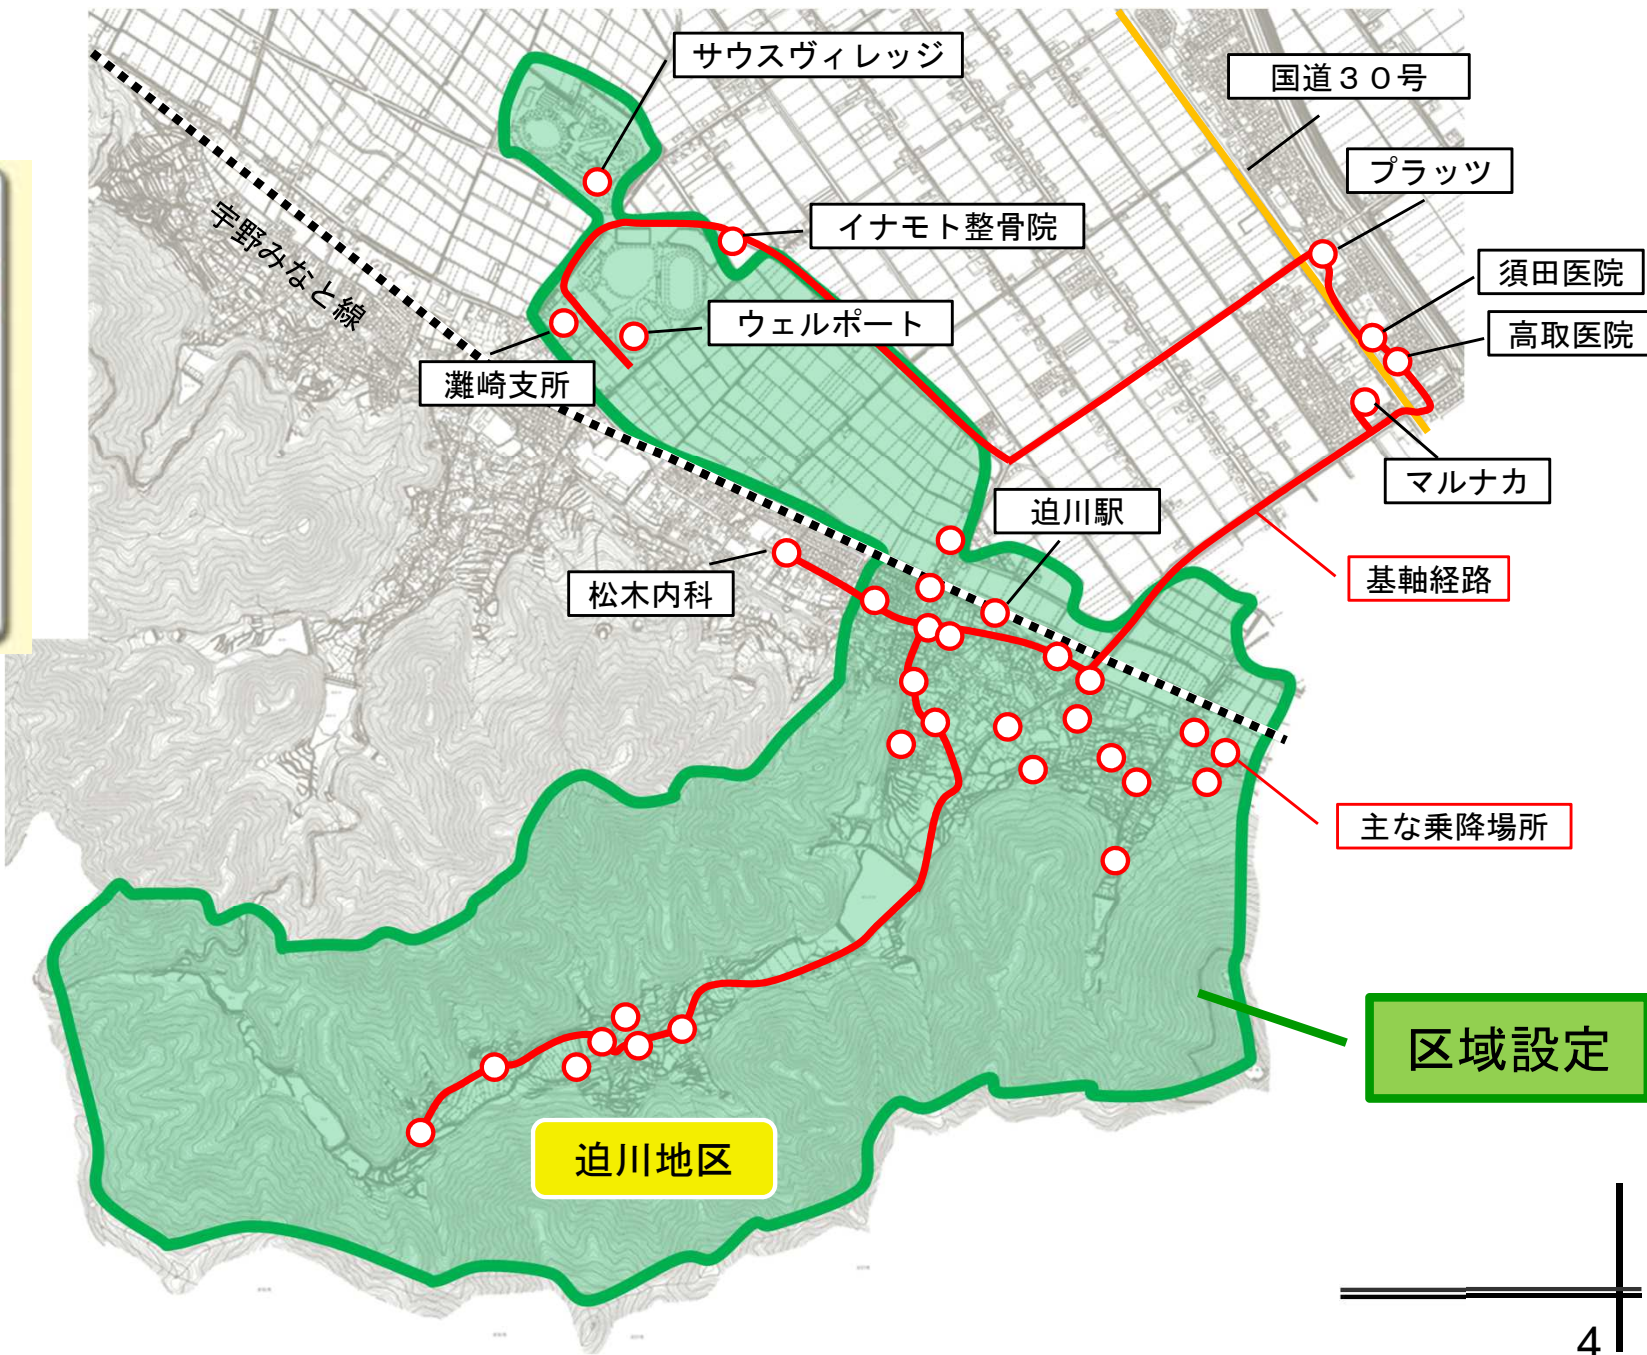 サウスヴィレッジ
国道３０号
プラッツ
宇野みなと線
イナモト整骨院
須田医院
ウェルポート
高取医院
灘崎支所
マルナカ
迫川駅
松木内科
基軸経路
主な乗降場所
区域設定
迫川地区
4